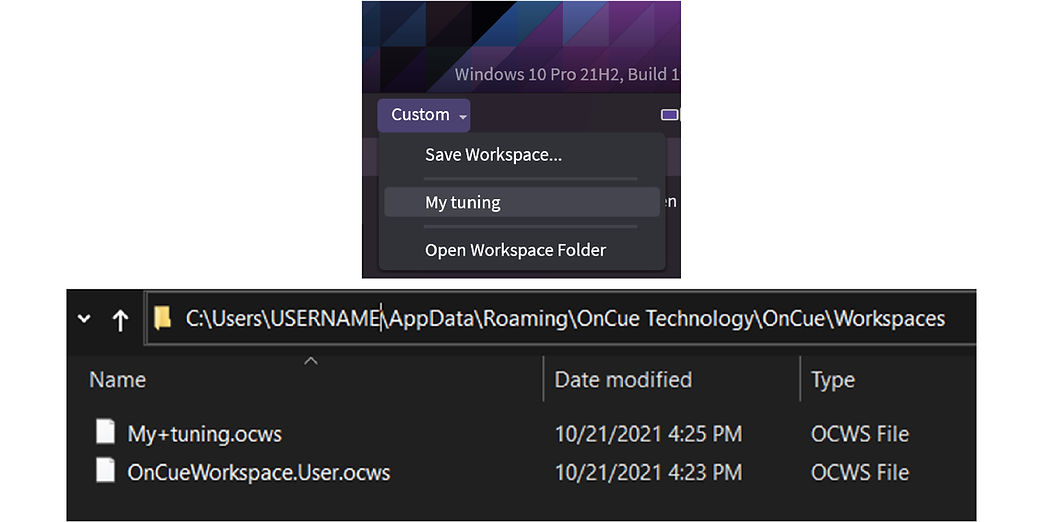 Windows 10 Pro 21H2, Build 1
Custom
Save Workspace...
My tuning
en
Open Workspace Folder
C:\Users\USERNAME\AppData\Roaming\OnCue Technology\OnCue\Workspaces
Name Date modified Type
My+tuning.ocws 10/21/2021 4:25 PM OCWS File
OnCueWorkspace.User.ocws 10/21/2021 4:23 PM OCWS File